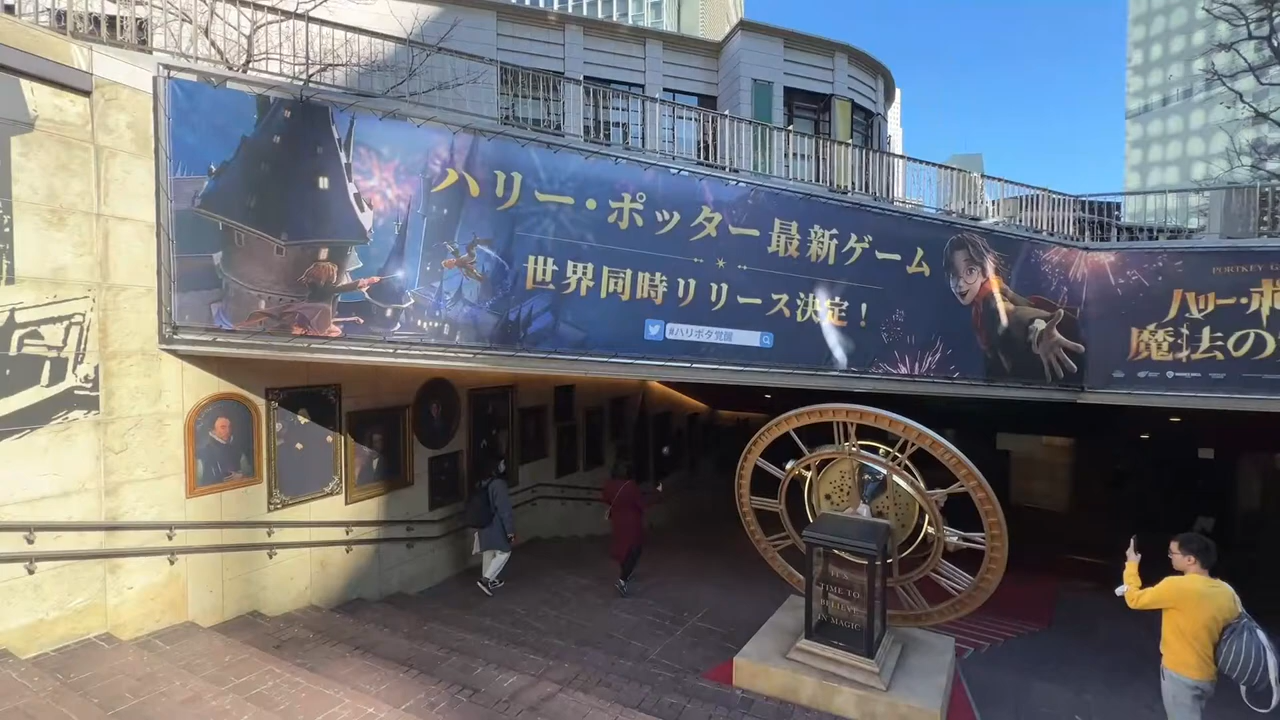 ハリー・ポッター最新ゲーム
世界同時リリース決定！
#ハリポタ覚醒
PORTKEY G
ハリー・ポ
魔法の
IT'S
TIME TO
BELIEVE
IN MAGIC